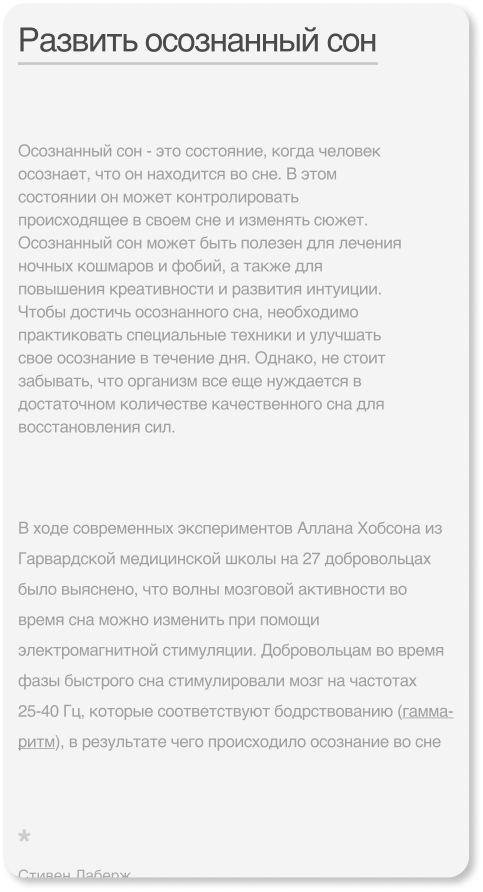 Развить осознанный сон
Осознанный сон - это состояние, когда человек
осознает, что он находится во сне. В этом
состоянии он может контролировать
происходящее в своем сне и изменять сюжет.
Осознанный сон может быть полезен для лечения
ночных кошмаров и фобий, а также для
повышения креативности и развития интуиции.
Чтобы достичь осознанного сна, необходимо
практиковать специальные техники и улучшать
свое осознание в течение дня. Однако, не стоит
забывать, что организм все еще нуждается в
достаточном количестве качественного сна для
восстановления сил.
В ходе современных экспериментов Аллана Хобсона из
Гарвардской медицинской школы на 27 добровольцах
было выяснено, что волны мозговой активности во
время сна можно изменить при помощи
электромагнитной стимуляции. Добровольцам во время
фазы быстрого сна стимулировали мозг на частотах
25-40 Гц, которые соответствуют бодрствованию (гамма-
ритм), в результате чего происходило осознание во сне
*
Стивен Лаберж